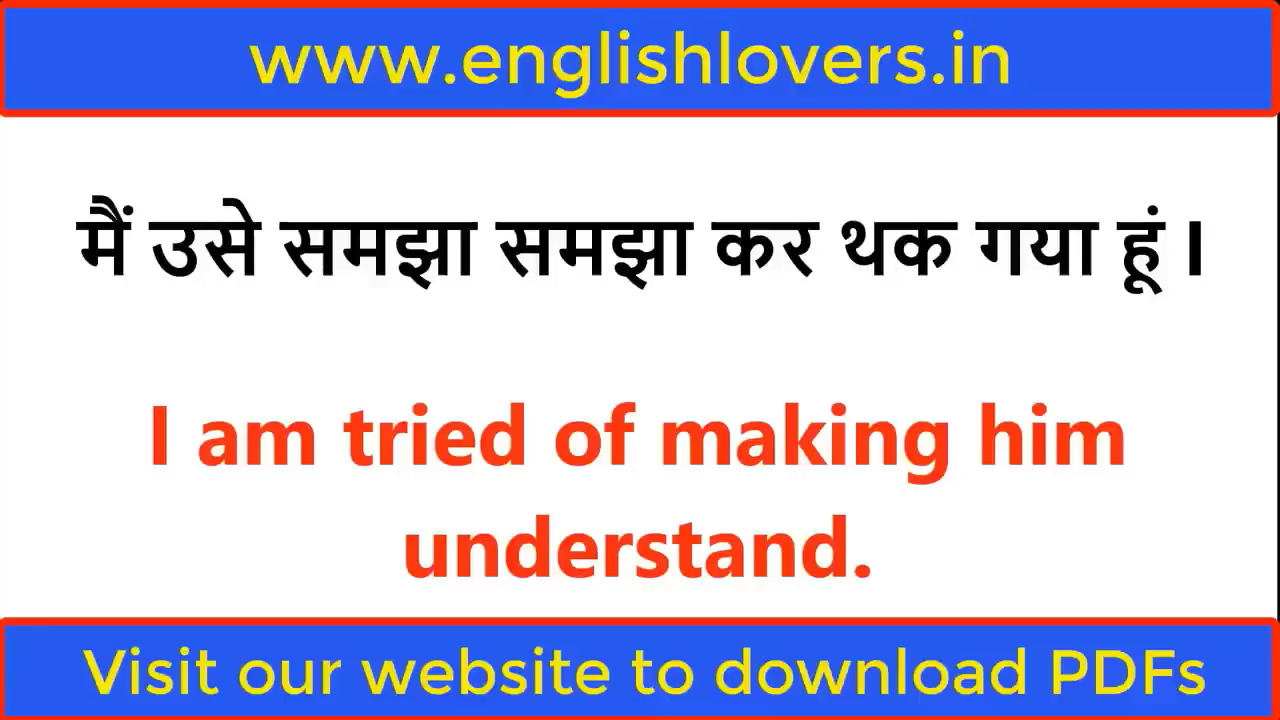 www.englishlovers.in
मैं उसे समझा समझा कर थक गया हूं ।
I am tried of making him
understand.
Visit our website to download PDFs